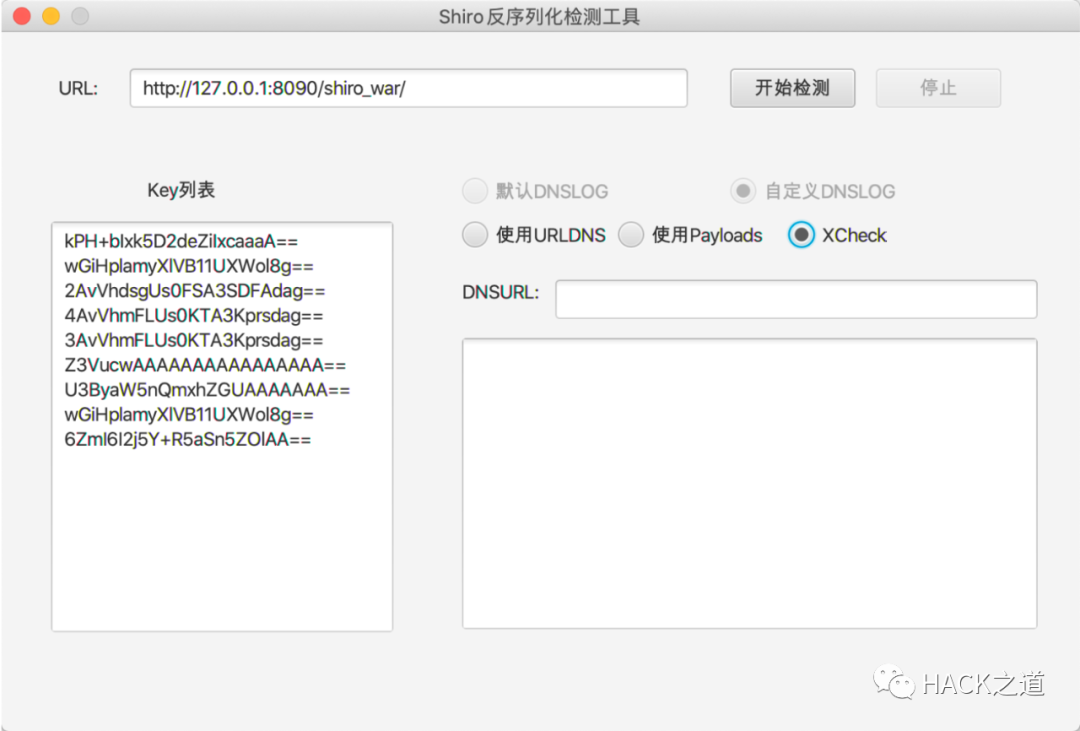 Shiro反序列化检测工具
URL: http://127.0.0.1:8090/shiro_war/ 开始检测 停止
Key列表
kPH+bIxk5D2deZiIxcaaaA==
wGiHplamyXlVB11UXWol8g==
2AvVhdsgUs0FSA3SDFAdag==
4AvVhmFLUs0KTA3Kprsdag==
3AvVhmFLUs0KTA3Kprsdag==
Z3VucwAAAAAAAAAAAAAAAA==
U3ByaW5nQmxhZGUAAAAAAA==
wGiHplamyXlVB11UXWol8g==
6ZmI6I2j5Y+R5aSn5ZOlAA==
默认DNSLOG 自定义DNSLOG
使用URLDNS 使用Payloads XCheck
DNSURL:
HACK之道